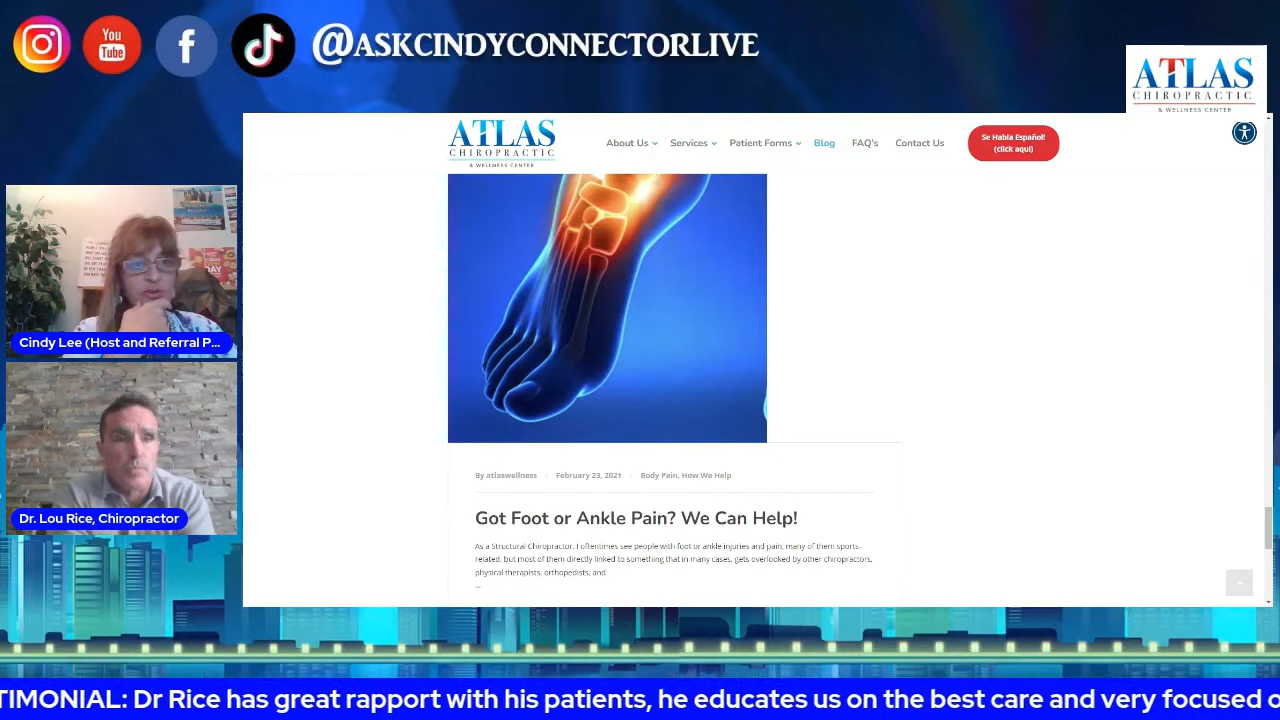 You
Tube
@ASKCINDYCONNECTORLIVE
ATLAS
CHIROPRACTIC
& WELLNESS CENTER
ATLAS
CHIROPRACTIC
& WELLNESS CENTER
About Us
Services
Patient Forms
Blog
FAQ's
Contact Us
Se Habla Español!
(click aqui)
Cindy Lee (Host and Referral P...
Dr. Lou Rice, Chiropractor
By atlaswellness / February 23, 2021 / Body Pain, How We Help
Got Foot or Ankle Pain? We Can Help!
As a Structural Chiropractor, I oftentimes see people with foot or ankle injuries and pain, many of them sports-
related, but most of them directly linked to something that in many cases, gets overlooked by other chiropractors,
physical therapists, orthopedists, and
...
TIMONIAL: Dr Rice has great rapport with his patients, he educates us on the best care and very focused